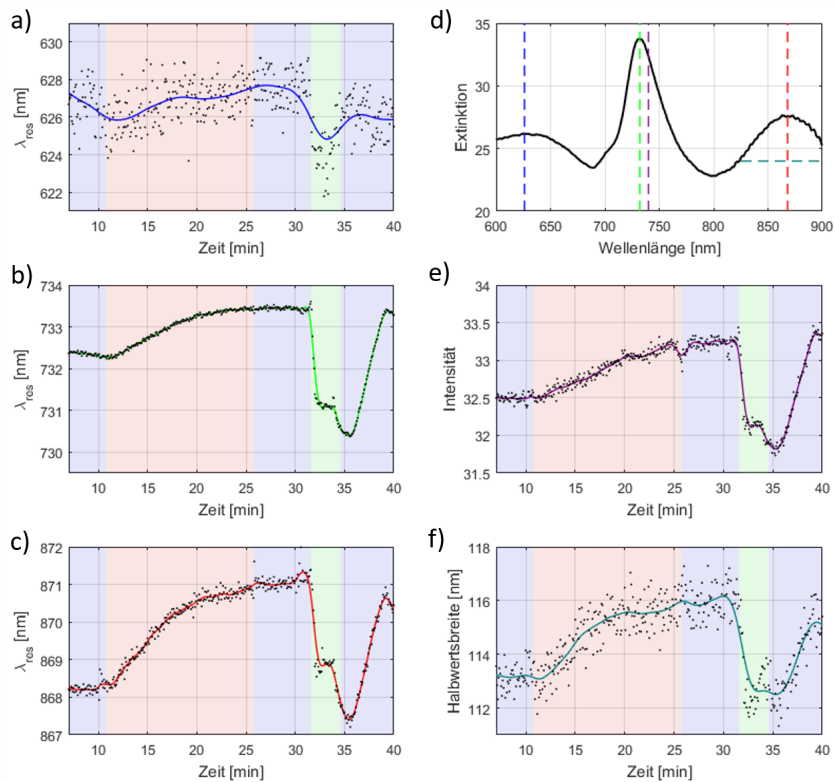 a)
630
628
626
624
622
λres [nm]
10 15 20 25 30 35 40
Zeit [min]
d)
35
30
25
20
Extinktion
600 650 700 750 800 850 900
Wellenlänge [nm]
b)
734
733
732
731
730
λres [nm]
10 15 20 25 30 35 40
Zeit [min]
e)
34
33.5
33
32.5
32
31.5
Intensität
10 15 20 25 30 35 40
Zeit [min]
c)
872
871
870
869
868
867
λres [nm]
10 15 20 25 30 35 40
Zeit [min]
f)
118
116
114
112
Halbwertsbreite [nm]
10 15 20 25 30 35 40
Zeit [min]